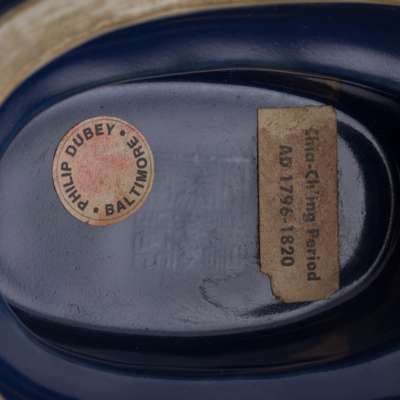 PHILIP DUBEY • BALTIMORE •
Chia-Ch'ing Period
AD 1796-1820